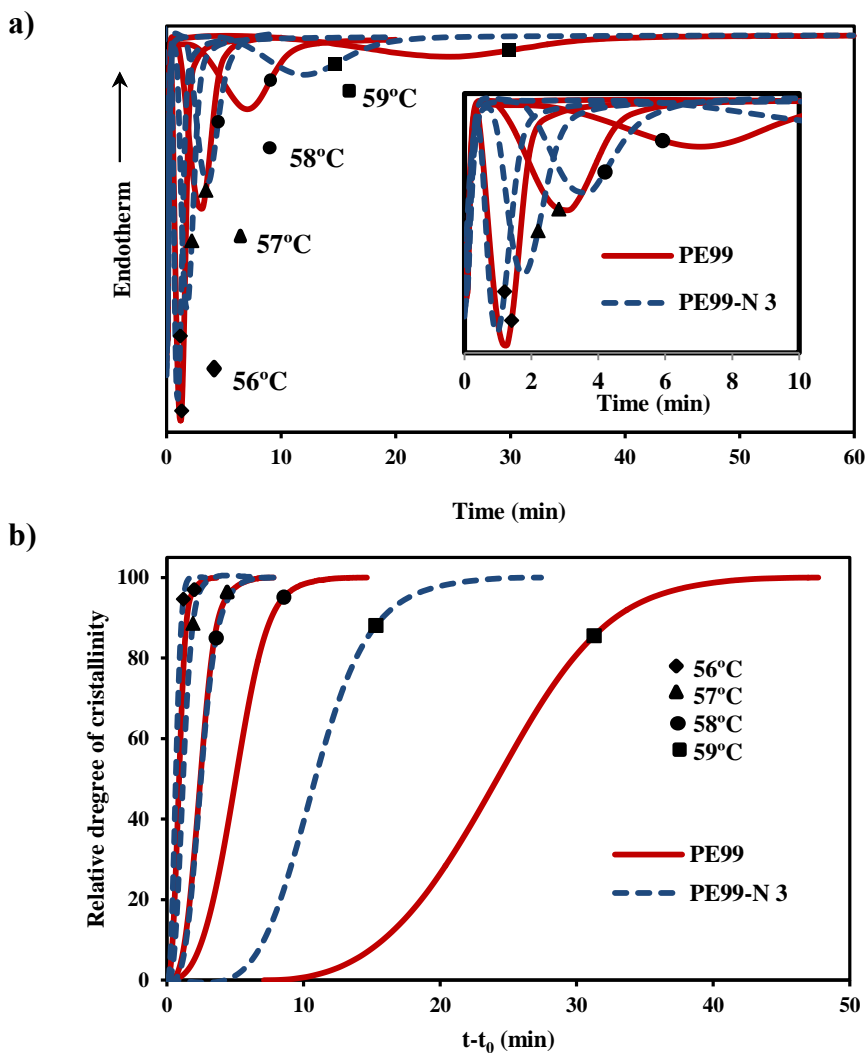 a)
Endotherm
59ºC
58ºC
57ºC
56ºC
PE99
PE99-N 3
0 2 4 6 8 10
Time (min)
0 10 20 30 40 50 60
Time (min)
b)
Relative dregree of cristallinity
100
80
60
40
20
0
56ºC
57ºC
58ºC
59ºC
PE99
PE99-N 3
0 10 20 30 40 50
t-t0 (min)